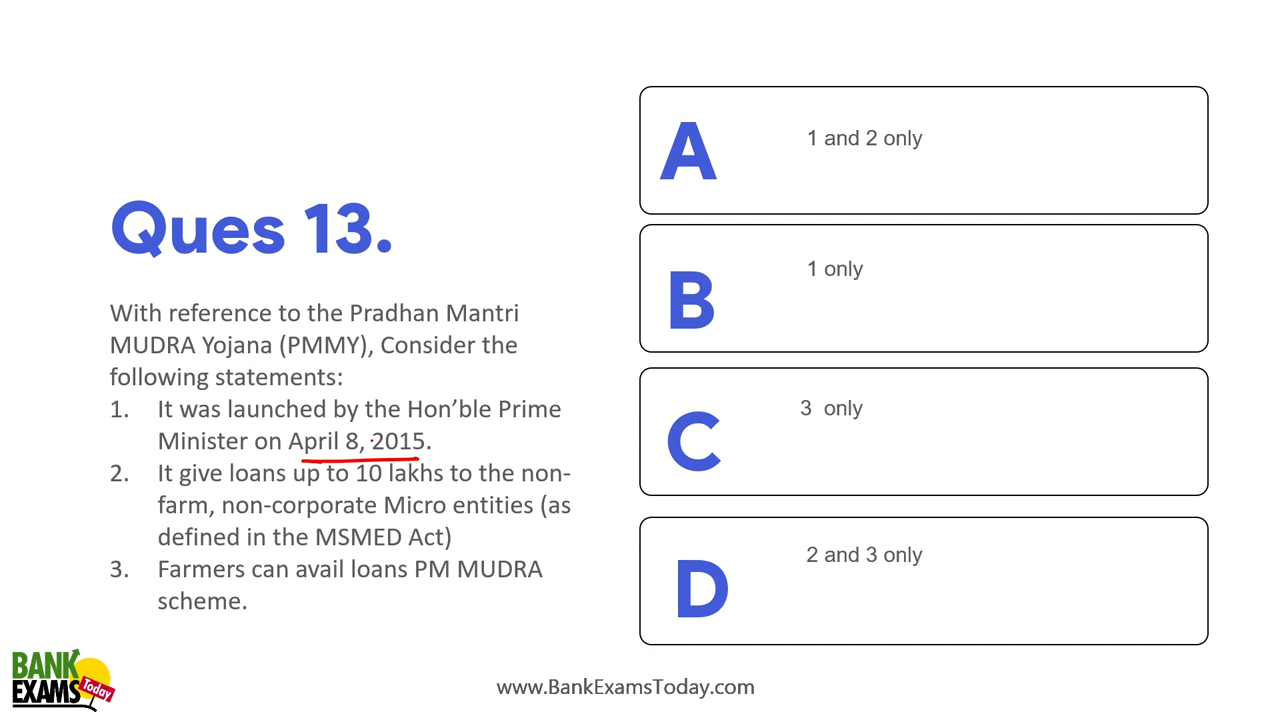 Ques 13.
With reference to the Pradhan Mantri
MUDRA Yojana (PMMY), Consider the
following statements:
1. It was launched by the Hon’ble Prime
Minister on April 8, 2015.
2. It give loans up to 10 lakhs to the non-
farm, non-corporate Micro entities (as
defined in the MSMED Act)
3. Farmers can avail loans PM MUDRA
scheme.
A 1 and 2 only
B 1 only
C 3 only
D 2 and 3 only
BANK
EXAMS Today
www.BankExamsToday.com